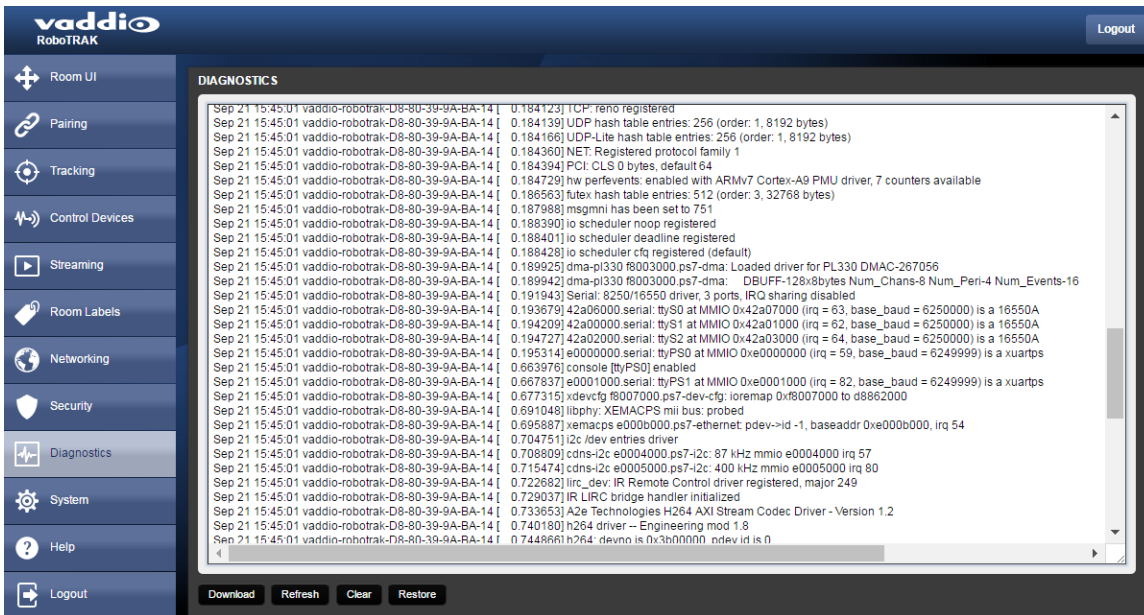 vaddio
RoboTRAK
Logout
Room UI
Pairing
Tracking
Control Devices
Streaming
Room Labels
Networking
Security
Diagnostics
System
Help
Logout
DIAGNOSTICS
Sep 21 15:45:01 vaddio-robotrak-D8-80-39-9A-BA-14 [ 0.184123] TCP: reno registered
Sep 21 15:45:01 vaddio-robotrak-D8-80-39-9A-BA-14 [ 0.184139] UDP hash table entries: 256 (order: 1, 8192 bytes)
Sep 21 15:45:01 vaddio-robotrak-D8-80-39-9A-BA-14 [ 0.184166] UDP-Lite hash table entries: 256 (order: 1, 8192 bytes)
Sep 21 15:45:01 vaddio-robotrak-D8-80-39-9A-BA-14 [ 0.184360] NET: Registered protocol family 1
Sep 21 15:45:01 vaddio-robotrak-D8-80-39-9A-BA-14 [ 0.184394] PCI: CLS 0 bytes, default 64
Sep 21 15:45:01 vaddio-robotrak-D8-80-39-9A-BA-14 [ 0.184729] hw perfevents: enabled with ARMv7 Cortex-A9 PMU driver, 7 counters available
Sep 21 15:45:01 vaddio-robotrak-D8-80-39-9A-BA-14 [ 0.186563] futex hash table entries: 512 (order: 3, 32768 bytes)
Sep 21 15:45:01 vaddio-robotrak-D8-80-39-9A-BA-14 [ 0.187988] msgmni has been set to 751
Sep 21 15:45:01 vaddio-robotrak-D8-80-39-9A-BA-14 [ 0.188390] io scheduler noop registered
Sep 21 15:45:01 vaddio-robotrak-D8-80-39-9A-BA-14 [ 0.188401] io scheduler deadline registered
Sep 21 15:45:01 vaddio-robotrak-D8-80-39-9A-BA-14 [ 0.188428] io scheduler cfq registered (default)
Sep 21 15:45:01 vaddio-robotrak-D8-80-39-9A-BA-14 [ 0.189925] dma-pl330 f8003000.ps7-dma: Loaded driver for PL330 DMAC-267056
Sep 21 15:45:01 vaddio-robotrak-D8-80-39-9A-BA-14 [ 0.189942] dma-pl330 f8003000.ps7-dma: DBUFF-128x8bytes Num_Chans-8 Num_Peri-4 Num_Events-16
Sep 21 15:45:01 vaddio-robotrak-D8-80-39-9A-BA-14 [ 0.191943] Serial: 8250/16550 driver, 3 ports, IRQ sharing disabled
Sep 21 15:45:01 vaddio-robotrak-D8-80-39-9A-BA-14 [ 0.193679] 42a06000.serial: ttyS0 at MMIO 0x42a07000 (irq = 63, base_baud = 6250000) is a 16550A
Sep 21 15:45:01 vaddio-robotrak-D8-80-39-9A-BA-14 [ 0.194209] 42a00000.serial: ttyS1 at MMIO 0x42a01000 (irq = 62, base_baud = 6250000) is a 16550A
Sep 21 15:45:01 vaddio-robotrak-D8-80-39-9A-BA-14 [ 0.194727] 42a02000.serial: ttyS2 at MMIO 0x42a03000 (irq = 64, base_baud = 6250000) is a 16550A
Sep 21 15:45:01 vaddio-robotrak-D8-80-39-9A-BA-14 [ 0.195314] e0000000.serial: ttyPS0 at MMIO 0xe0000000 (irq = 59, base_baud = 6249999) is a xuartps
Sep 21 15:45:01 vaddio-robotrak-D8-80-39-9A-BA-14 [ 0.663976] console [ttyPS0] enabled
Sep 21 15:45:01 vaddio-robotrak-D8-80-39-9A-BA-14 [ 0.667837] e0001000.serial: ttyPS1 at MMIO 0xe0001000 (irq = 82, base_baud = 6249999) is a xuartps
Sep 21 15:45:01 vaddio-robotrak-D8-80-39-9A-BA-14 [ 0.677315] xdevcfg f8007000.ps7-dev-cfg: ioremap 0xf8007000 to d8862000
Sep 21 15:45:01 vaddio-robotrak-D8-80-39-9A-BA-14 [ 0.691048] libphy: XEMACPS mii bus: probed
Sep 21 15:45:01 vaddio-robotrak-D8-80-39-9A-BA-14 [ 0.695887] xemacps e000b000.ps7-ethernet: pdev->id -1, baseaddr 0xe000b000, irq 54
Sep 21 15:45:01 vaddio-robotrak-D8-80-39-9A-BA-14 [ 0.704751] i2c /dev entries driver
Sep 21 15:45:01 vaddio-robotrak-D8-80-39-9A-BA-14 [ 0.708809] cdns-i2c e0004000.ps7-i2c: 87 kHz mmio e0004000 irq 57
Sep 21 15:45:01 vaddio-robotrak-D8-80-39-9A-BA-14 [ 0.715474] cdns-i2c e0005000.ps7-i2c: 400 kHz mmio e0005000 irq 80
Sep 21 15:45:01 vaddio-robotrak-D8-80-39-9A-BA-14 [ 0.722682] lirc_dev: IR Remote Control driver registered, major 249
Sep 21 15:45:01 vaddio-robotrak-D8-80-39-9A-BA-14 [ 0.729037] IR LIRC bridge handler initialized
Sep 21 15:45:01 vaddio-robotrak-D8-80-39-9A-BA-14 [ 0.733653] A2e Technologies H264 AXI Stream Codec Driver - Version 1.2
Sep 21 15:45:01 vaddio-robotrak-D8-80-39-9A-BA-14 [ 0.740180] h264 driver -- Engineering mod 1.8
Sep 21 15:45:01 vaddio-robotrak-D8-80-39-9A-BA-14 [ 0.744866] h264: devno is 0x3b00000, pdev id is 0
Download Refresh Clear Restore